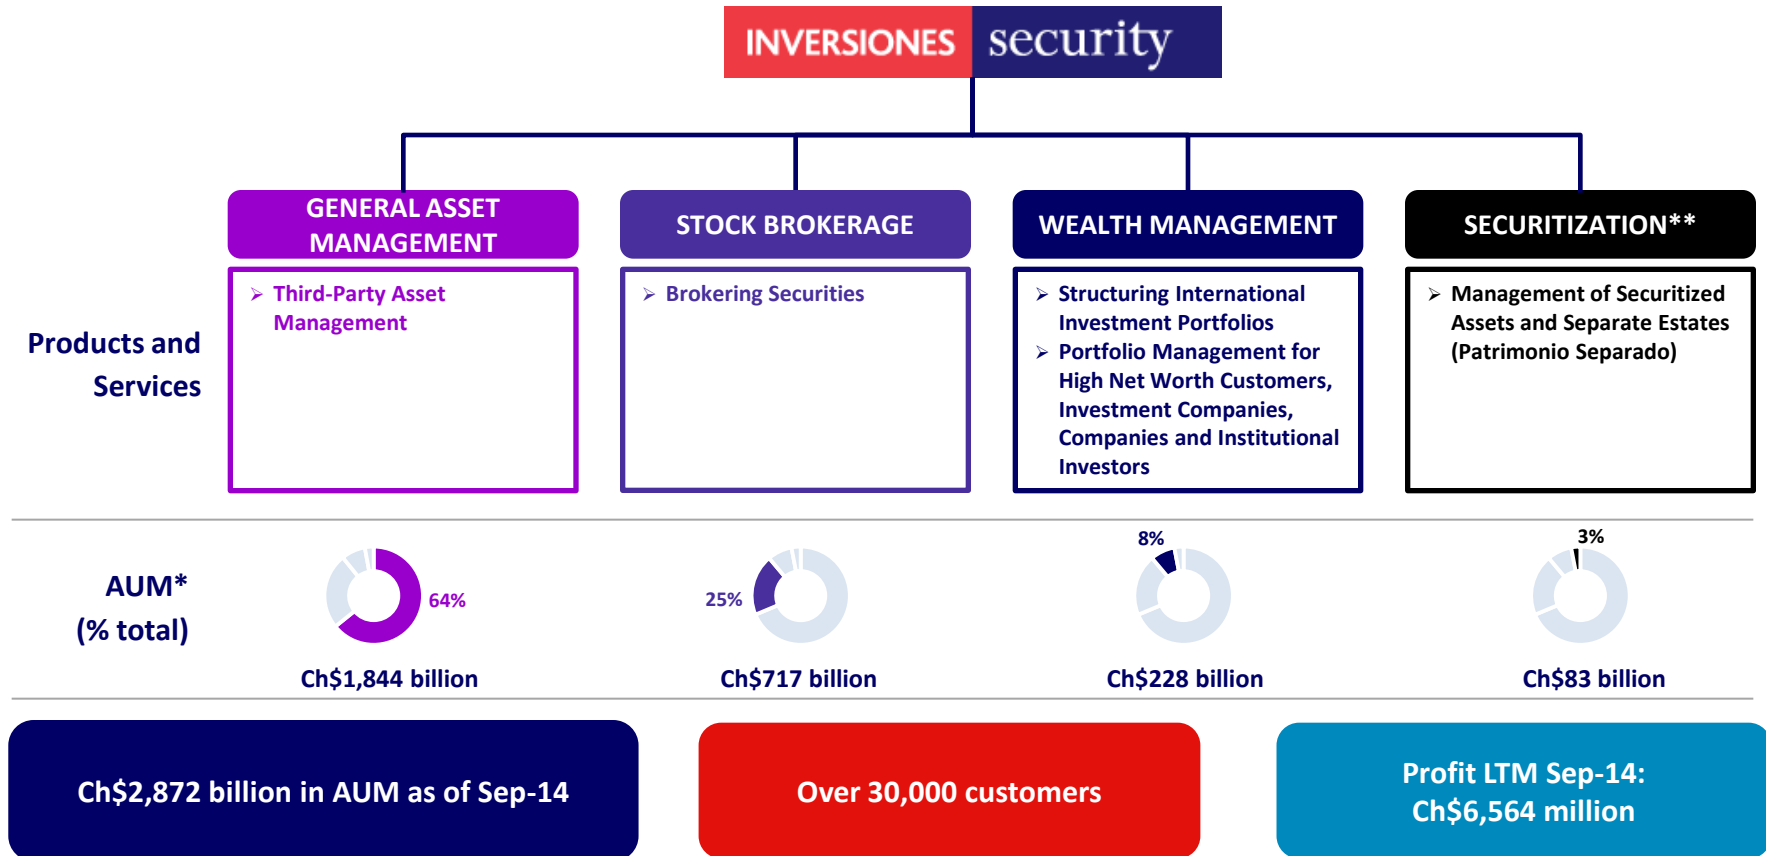 INVERSIONES security
GENERAL ASSET
MANAGEMENT
STOCK BROKERAGE
WEALTH MANAGEMENT
SECURITIZATION**
Products and
Services
➢ Third-Party Asset
Management
➢ Brokering Securities
➢ Structuring International
Investment Portfolios
➢ Portfolio Management for
High Net Worth Customers,
Investment Companies,
Companies and Institutional
Investors
➢ Management of Securitized
Assets and Separate Estates
(Patrimonio Separado)
AUM*
(% total)
64%
25%
8%
3%
Ch$1,844 billion
Ch$717 billion
Ch$228 billion
Ch$83 billion
Ch$2,872 billion in AUM as of Sep-14
Over 30,000 customers
Profit LTM Sep-14:
Ch$6,564 million